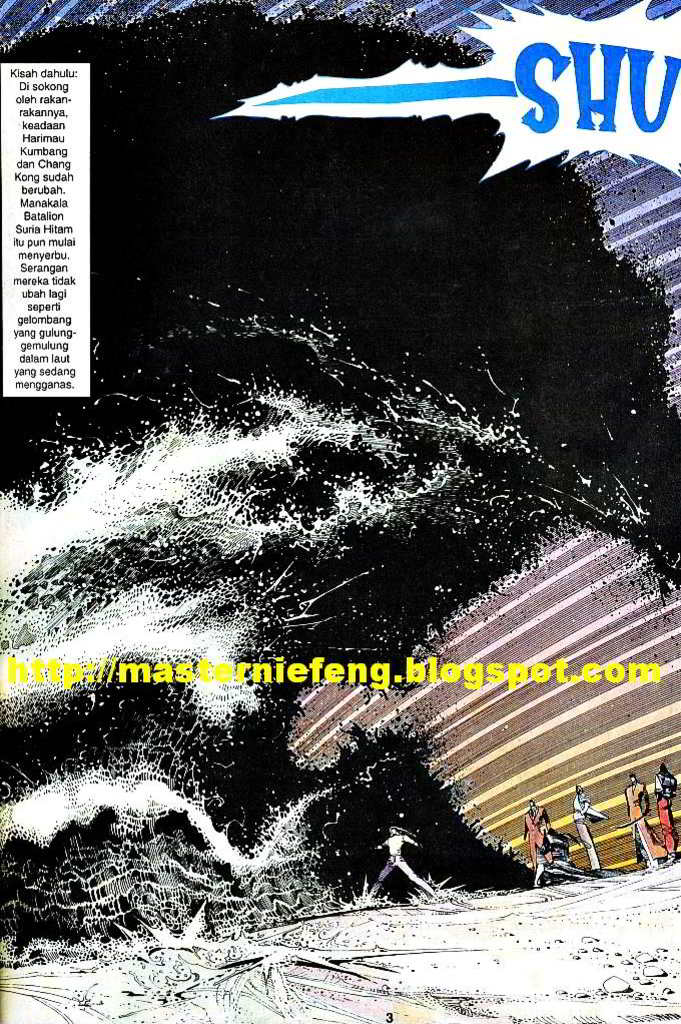 Kisah dahulu:
Di sokong
oleh rakan-
rakannya,
keadaan
Harimau
Kumbang
dan Chang
Kong sudah
berubah.
Manakala
Batalion
Suria Hitam
itu pun mulai
menyerbu.
Serangan
mereka tidak
ubah lagi
seperti
gelombang
yang gulung-
gemulung
dalam laut
yang sedang
mengganas.
SHU
http://masterniefeng.blogspot.com
3